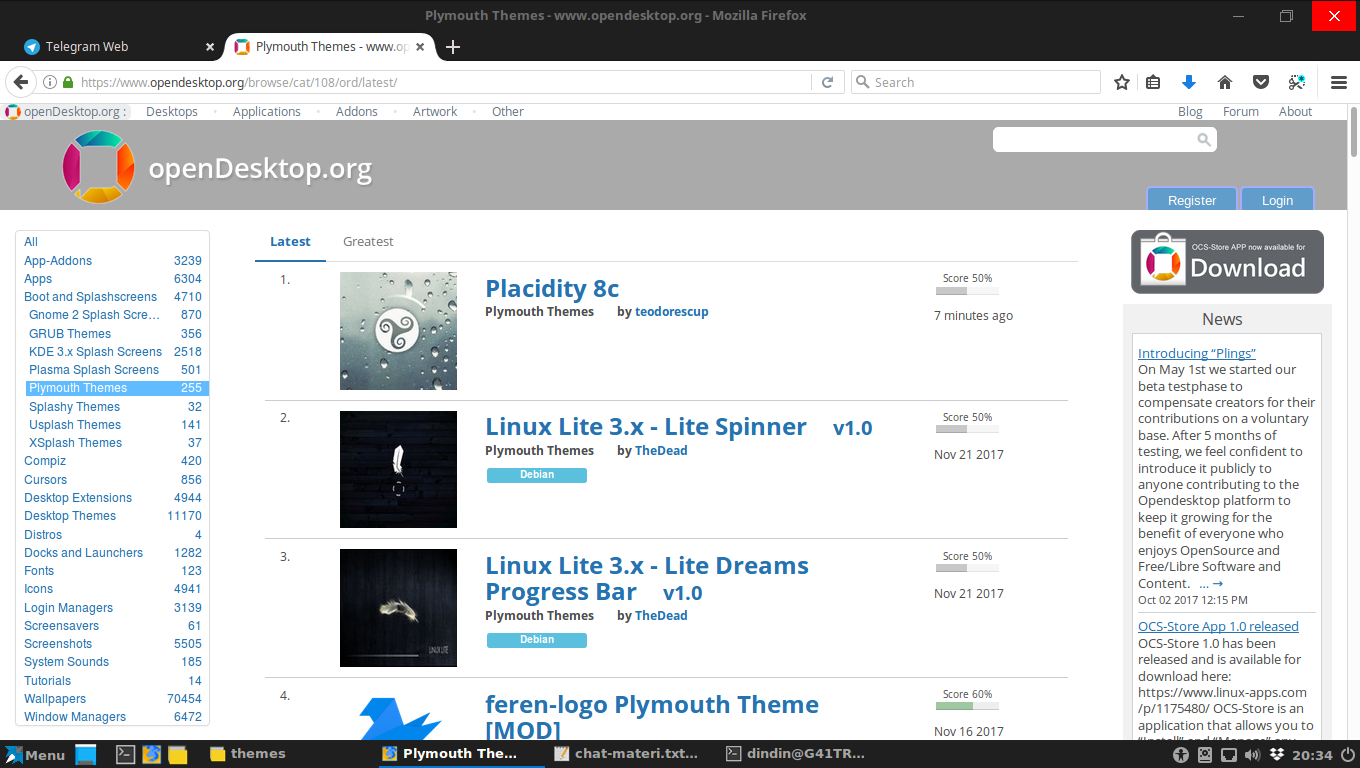 Plymouth Themes - www.opendesktop.org - Mozilla Firefox
Telegram Web
Plymouth Themes - www.op
https://www.opendesktop.org/browse/cat/108/ord/latest/
Search
openDesktop.org :
Desktops
Applications
Addons
Artwork
Other
Blog
Forum
About
openDesktop.org
Register
Login
All
App-Addons 3239
Apps 6304
Boot and Splashscreens 4710
Gnome 2 Splash Scre... 870
GRUB Themes 356
KDE 3.x Splash Screens 2518
Plasma Splash Screens 501
Plymouth Themes 255
Splashy Themes 32
Usplash Themes 141
XSplash Themes 37
Compiz 420
Cursors 856
Desktop Extensions 4944
Desktop Themes 11170
Distros 4
Docks and Launchers 1282
Fonts 123
Icons 4941
Login Managers 3139
Screensavers 61
Screenshots 5505
System Sounds 185
Tutorials 14
Wallpapers 70454
Window Managers 6472
Latest
Greatest
1.
Placidity 8c
Plymouth Themes by teodorescup
Score 50%
7 minutes ago
2.
Linux Lite 3.x - Lite Spinner v1.0
Plymouth Themes by TheDead
Debian
Score 50%
Nov 21 2017
3.
LINUX LITE
Linux Lite 3.x - Lite Dreams
Progress Bar v1.0
Plymouth Themes by TheDead
Debian
Score 50%
Nov 21 2017
4.
feren-logo Plymouth Theme
[MOD]
Score 60%
Nov 16 2017
OCS-Store APP now available for
Download
News
Introducing “Plings”
On May 1st we started our
beta testphase to
compensate creators for their
contributions on a voluntary
base. After 5 months of
testing, we feel confident to
introduce it publicly to
anyone contributing to the
Opendesktop platform to
keep it growing for the
benefit of everyone who
enjoys OpenSource and
Free/Libre Software and
Content. ... →
Oct 02 2017 12:15 PM
OCS-Store App 1.0 released
OCS-Store 1.0 has been
released and is available for
download here:
https://www.linux-apps.com
/p/1175480/ OCS-Store is an
application that allows you to
“Install” and “Manage” any
Menu
themes
Plymouth The...
chat-materi.txt...
dindin@G41TR...
20:34